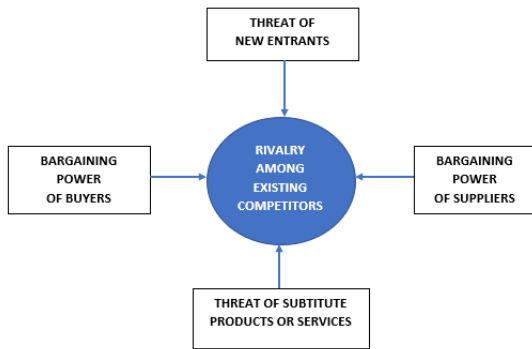 THREAT OF
NEW ENTRANTS
BARGAINING
POWER
OF BUYERS
RIVALRY
AMONG
EXISTING
COMPETITORS
BARGAINING
POWER
OF SUPPLIERS
THREAT OF SUBTITUTE
PRODUCTS OR SERVICES